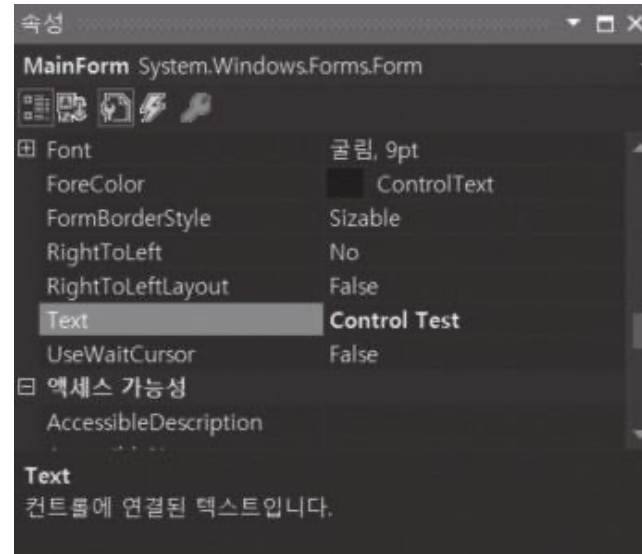 속성
MainForm System.Windows.Forms.Form
Font 굴림, 9pt
ForeColor ControlText
FormBorderStyle Sizable
RightToLeft No
RightToLeftLayout False
Text Control Test
UseWaitCursor False
액세스 가능성
AccessibleDescription
Text
컨트롤에 연결된 텍스트입니다.